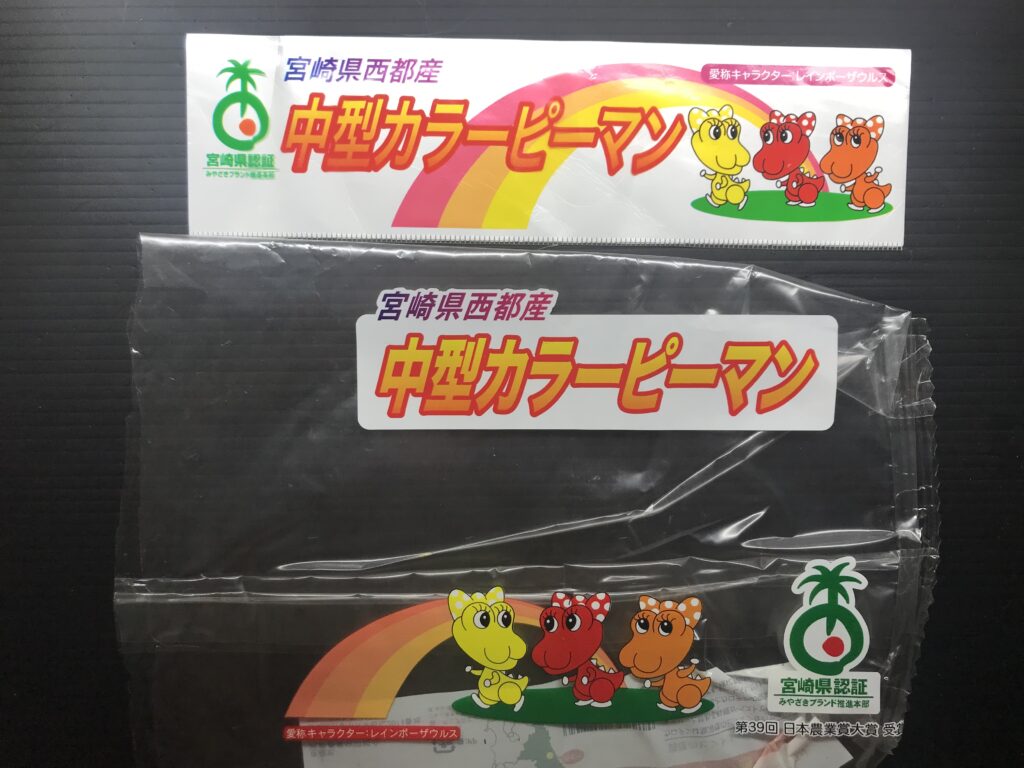 宮崎県西都産
愛称キャラクター:レインボーザウルス
中型カラーピーマン
宮崎県認証
みやざきブランド推進本部
宮崎県西都産
中型カラーピーマン
宮崎県認証
みやざきブランド推進本部
愛称キャラクター:レインボーザウルス
第39回 日本農業賞大賞 受